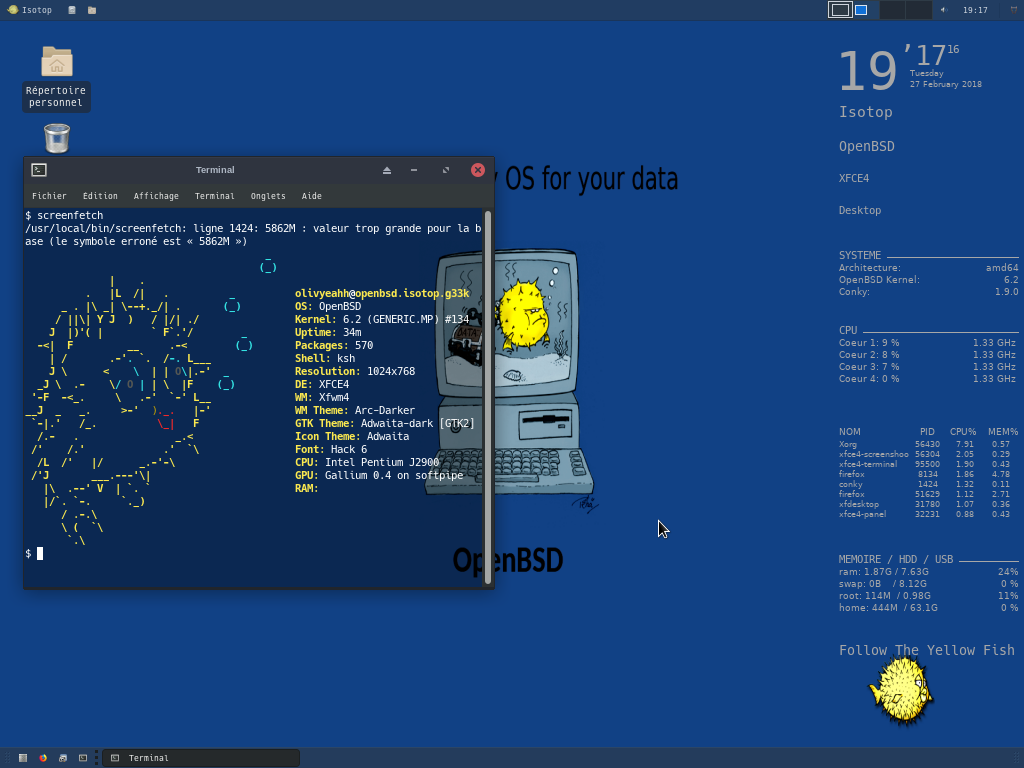 Isotop
19:17
Répertoire
personnel
19 ’17 16
Tuesday
27 February 2018
Isotop
OpenBSD
XFCE4
Desktop
OS for your data
Terminal
Fichier Édition Affichage Terminal Onglets Aide
$ screenfetch
/usr/local/bin/screenfetch: ligne 1424: 5862M : valeur trop grande pour la b
ase (le symbole erroné est « 5862M »)
olivyeahh@openbsd.isotop.g33k
OS: OpenBSD
Kernel: 6.2 (GENERIC.MP) #134
Uptime: 34m
Packages: 570
Shell: ksh
Resolution: 1024x768
DE: XFCE4
WM: Xfwm4
WM Theme: Arc-Darker
GTK Theme: Adwaita-dark [GTK2]
Icon Theme: Adwaita
Font: Hack 6
CPU: Intel Pentium J2900
GPU: Gallium 0.4 on softpipe
RAM:
$
DATA
OpenBSD
SYSTEME
Architecture: amd64
OpenBSD Kernel: 6.2
Conky: 1.9.0
CPU
Coeur 1: 9 % 1.33 GHz
Coeur 2: 8 % 1.33 GHz
Coeur 3: 7 % 1.33 GHz
Coeur 4: 0 % 1.33 GHz
NOM PID CPU% MEM%
Xorg 56430 7.91 0.57
xfce4-screenshoo 56304 2.05 0.29
xfce4-terminal 95500 1.90 0.43
firefox 8134 1.86 4.78
conky 1424 1.32 0.11
firefox 51629 1.12 2.71
xfdesktop 31780 1.07 0.36
xfce4-panel 32231 0.88 0.43
MEMOIRE / HDD / USB
ram: 1.87G / 7.63G 24%
swap: 0B / 8.12G 0 %
root: 114M / 0.98G 11%
home: 444M / 63.1G 0 %
Follow The Yellow Fish
Terminal